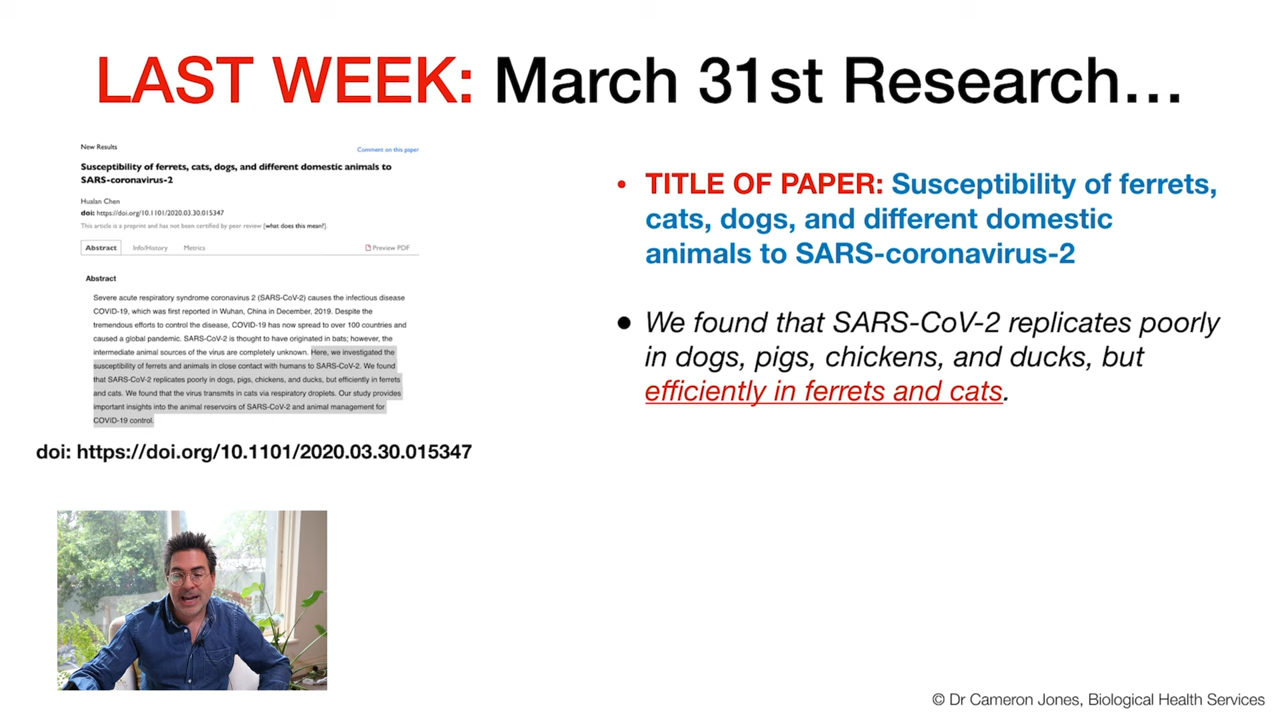 LAST WEEK: March 31st Research…
New Results
Comment on this paper
Susceptibility of ferrets, cats, dogs, and different domestic animals to
SARS-coronavirus-2
Hualan Chen
doi: https://doi.org/10.1101/2020.03.30.015347
This article is a preprint and has not been certified by peer review [what does this mean?].
Abstract Info/History Metrics Preview PDF
Abstract
Severe acute respiratory syndrome coronavirus 2 (SARS-CoV-2) causes the infectious disease
COVID-19, which was first reported in Wuhan, China in December, 2019. Despite the
tremendous efforts to control the disease, COVID-19 has now spread to over 100 countries and
caused a global pandemic. SARS-CoV-2 is thought to have originated in bats; however, the
intermediate animal sources of the virus are completely unknown. Here, we investigated the
susceptibility of ferrets and animals in close contact with humans to SARS-CoV-2. We found
that SARS-CoV-2 replicates poorly in dogs, pigs, chickens, and ducks, but efficiently in ferrets
and cats. We found that the virus transmits in cats via respiratory droplets. Our study provides
important insights into the animal reservoirs of SARS-CoV-2 and animal management for
COVID-19 control.
doi: https://doi.org/10.1101/2020.03.30.015347
• TITLE OF PAPER: Susceptibility of ferrets,
cats, dogs, and different domestic
animals to SARS-coronavirus-2
• We found that SARS-CoV-2 replicates poorly
in dogs, pigs, chickens, and ducks, but
efficiently in ferrets and cats.
© Dr Cameron Jones, Biological Health Services